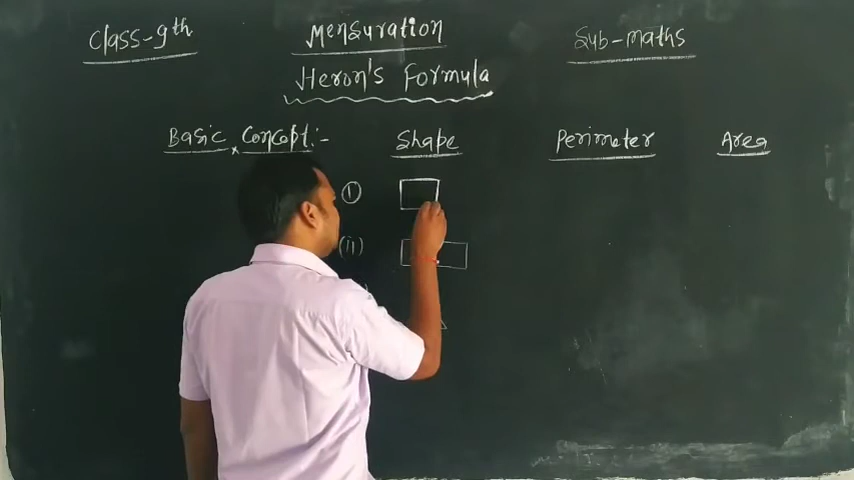 Class-9th Mensuration Sub-maths
Heron's Formula
Basic Concept:- Shape Perimeter Area
(i)
(ii)